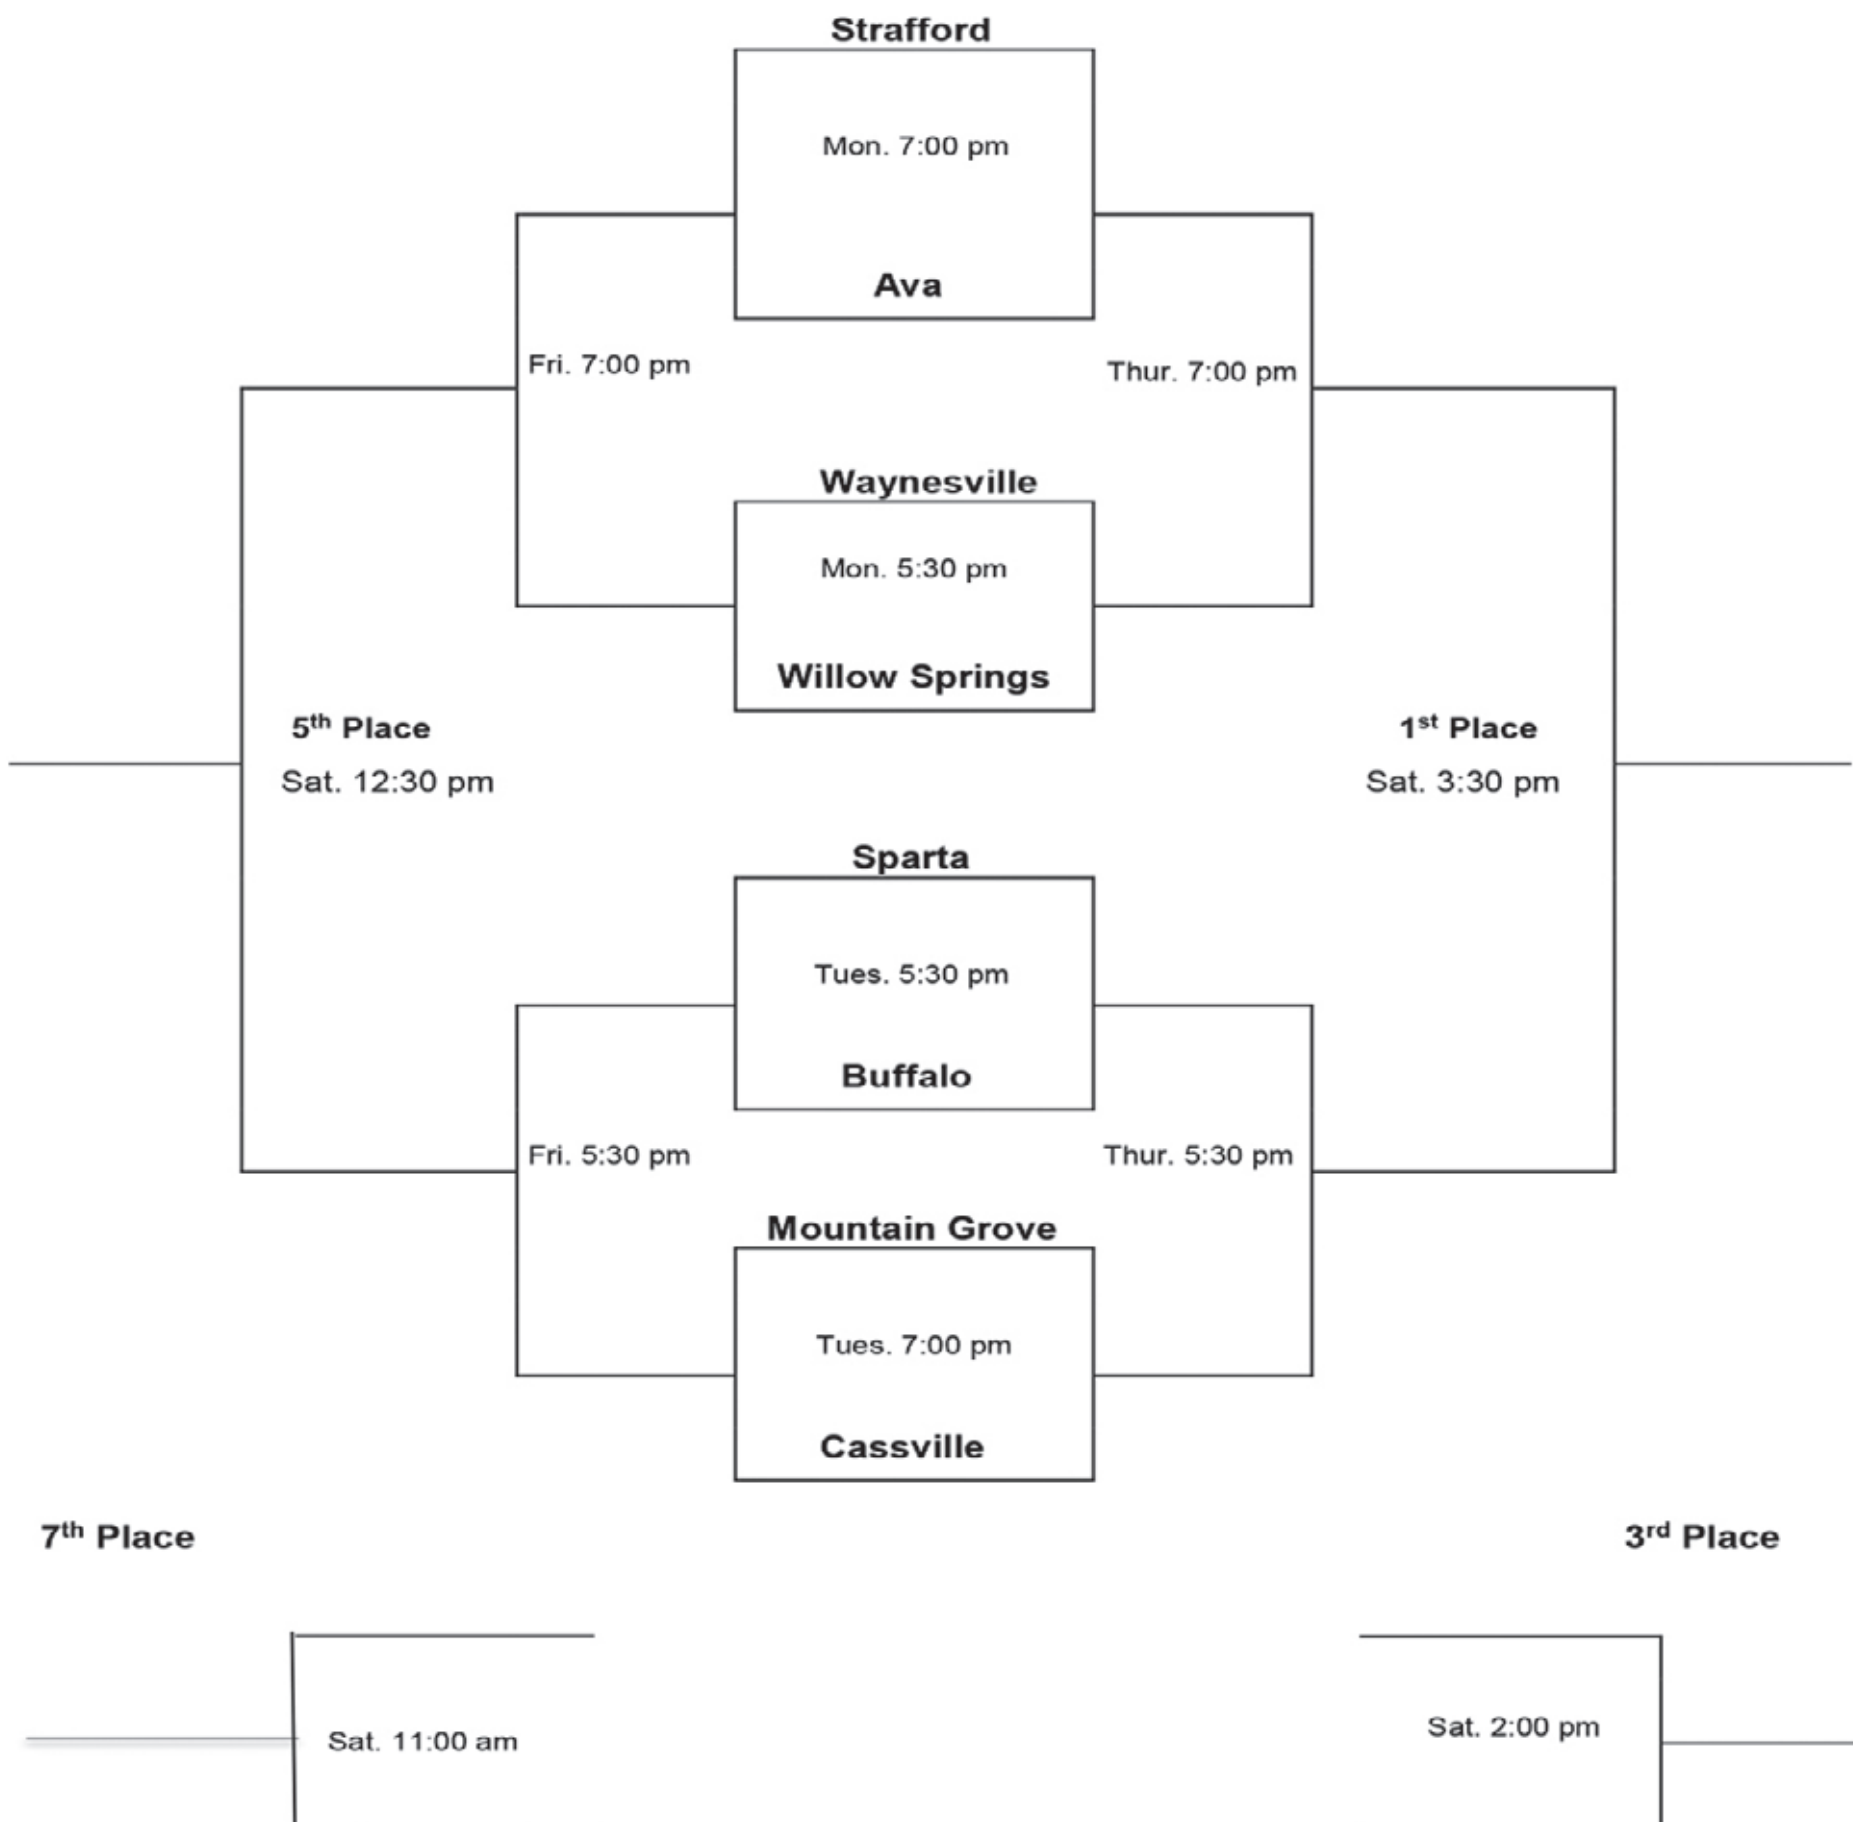 Strafford
Mon. 7:00 pm
Ava
Fri. 7:00 pm
Thur. 7:00 pm
Waynesville
Mon. 5:30 pm
Willow Springs
5th Place
1st Place
Sat. 12:30 pm
Sat. 3:30 pm
Sparta
Tues. 5:30 pm
Buffalo
Fri. 5:30 pm
Thur. 5:30 pm
Mountain Grove
Tues. 7:00 pm
Cassville
7th Place
3rd Place
Sat. 11:00 am
Sat. 2:00 pm